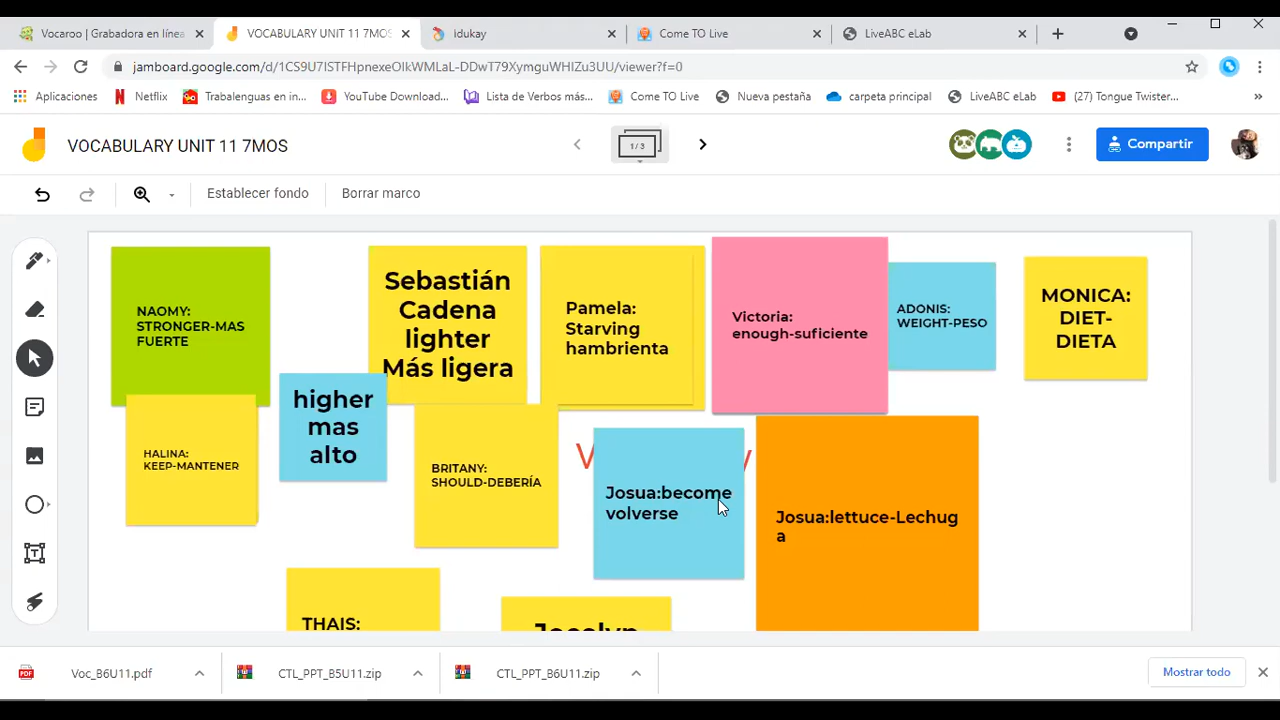 Vocaroo | Grabadora en línea
VOCABULARY UNIT 11 7MOS
idukay
Come TO Live
LiveABC eLab
jamboard.google.com/d/1CS9U7ISTFHpnexeOIkWMLaL-DDwT79XymguWHIZu3UU/viewer?f=0
Aplicaciones
Netflix
Trabalenguas en in...
YouTube Download...
Lista de Verbos más...
Come TO Live
Nueva pestaña
carpeta principal
LiveABC eLab
(27) Tongue Twister...
»
VOCABULARY UNIT 11 7MOS
1 / 3
Compartir
Establecer fondo
Borrar marco
NAOMY:
STRONGER-MAS
FUERTE
Sebastián
Cadena
lighter
Más ligera
Pamela:
Starving
hambrienta
Victoria:
enough-suficiente
ADONIS:
WEIGHT-PESO
MONICA:
DIET-
DIETA
HALINA:
KEEP-MANTENER
higher
mas
alto
BRITANY:
SHOULD-DEBERÍA
Josua:become
volverse
Josua:lettuce-Lechug
a
THAIS:
Jocelyn
Voc_B6U11.pdf
CTL_PPT_B5U11.zip
CTL_PPT_B6U11.zip
Mostrar todo